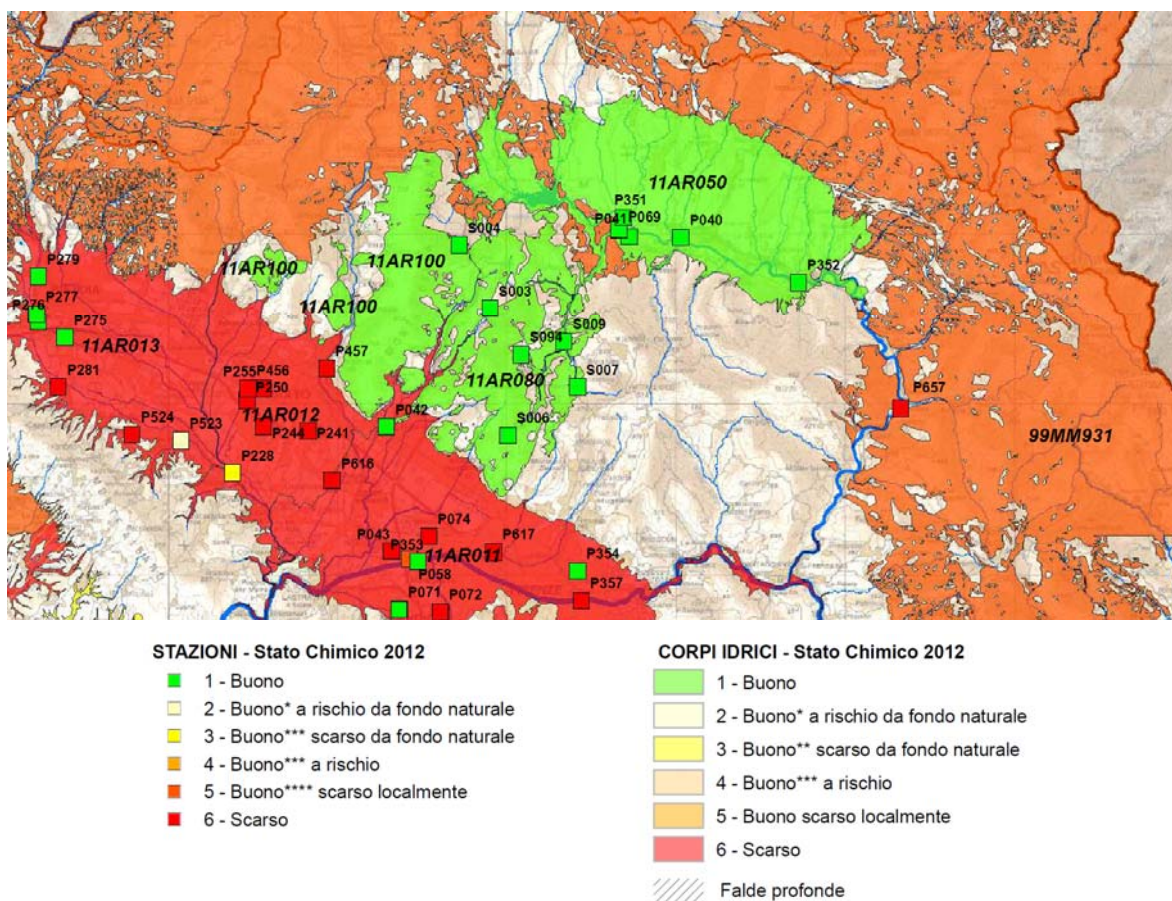 11AR050
P351
P041
P069
P040
S004
11AR100
11AR100
P352
P279
11AR100
S003
P277
P276
P275
S009
11AR013
S094
P457
P281
P255
P456
P250
11AR080
S007
P657
11AR012
P042
P524
P523
P244
P241
S006
99MM931
P228
P616
P074
P043
P353
11AR011
P617
P354
P058
P357
P071
P072
STAZIONI - Stato Chimico 2012
1 - Buono
2 - Buono* a rischio da fondo naturale
3 - Buono*** scarso da fondo naturale
4 - Buono*** a rischio
5 - Buono**** scarso localmente
6 - Scarso
CORPI IDRICI - Stato Chimico 2012
1 - Buono
2 - Buono* a rischio da fondo naturale
3 - Buono** scarso da fondo naturale
4 - Buono*** a rischio
5 - Buono scarso localmente
6 - Scarso
Falde profonde